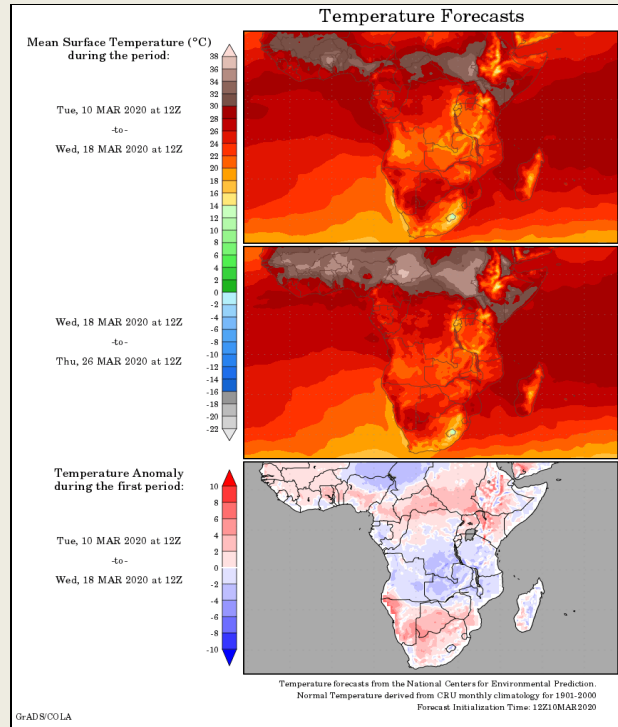 Temperature Forecasts
Mean Surface Temperature (°C)
during the period:
Tue, 10 MAR 2020 at 12Z
-to-
Wed, 18 MAR 2020 at 12Z
38
36
34
32
30
28
26
24
22
20
18
16
14
12
10
8
6
4
2
0
-2
-4
-6
-8
-10
-12
-14
-16
-18
-20
-22
Wed, 18 MAR 2020 at 12Z
-to-
Thu, 26 MAR 2020 at 12Z
Temperature Anomaly
during the first period:
Tue, 10 MAR 2020 at 12Z
-to-
Wed, 18 MAR 2020 at 12Z
10
8
6
4
2
0
-2
-4
-6
-8
-10
Temperature forecasts from the National Centers for Environmental Prediction.
Normal Temperature derived from CRU monthly climatology for 1901-2000
Forecast Initialization Time: 12Z10MAR2020
GrADS/COLA